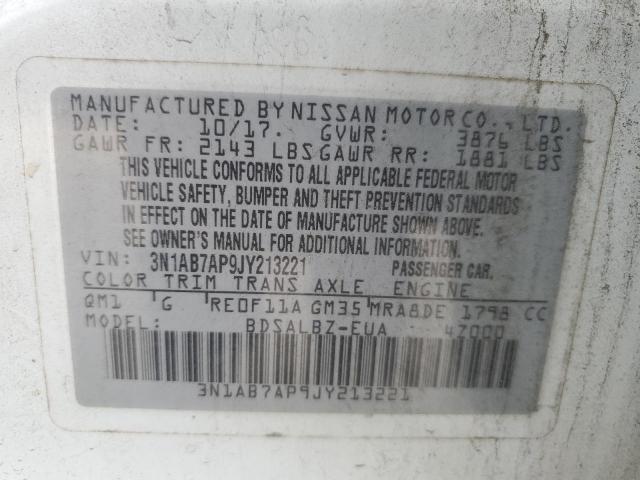 MANUFACTURED BY NISSAN MOTOR CO., LTD.
DATE: 10/17. GVWR: 3876 LBS
GAWR FR: 2143 LBS GAWR RR: 1881 LBS
THIS VEHICLE CONFORMS TO ALL APPLICABLE FEDERAL MOTOR
VEHICLE SAFETY, BUMPER AND THEFT PREVENTION STANDARDS
IN EFFECT ON THE DATE OF MANUFACTURE SHOWN ABOVE.
SEE OWNER'S MANUAL FOR ADDITIONAL INFORMATION.
VIN: 3N1AB7AP9JY213221 PASSENGER CAR.
COLOR TRIM TRANS AXLE ENGINE
QM1 G RE0F11A GM35 MRA8DE 1798 CC
MODEL BDSALBZ-EUA 47000
3N1AB7AP9JY213221